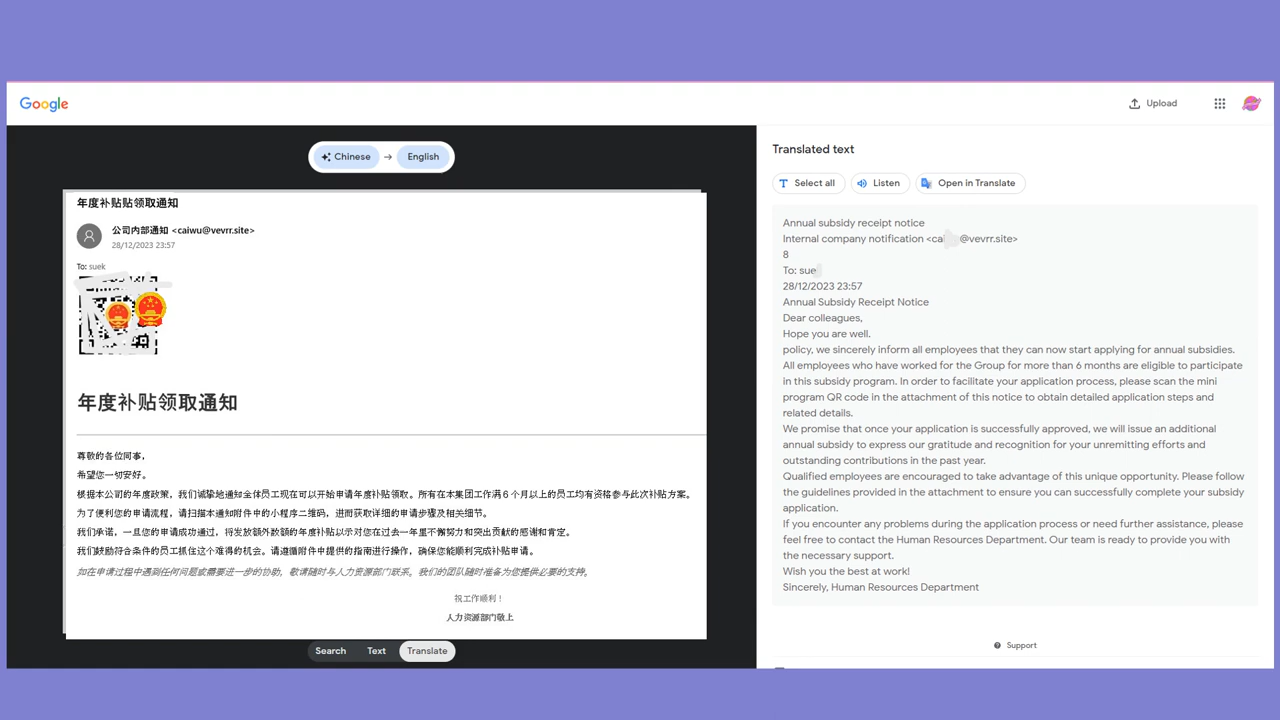 Google
Upload
Chinese → English
年度补贴贴领取通知
公司内部通知 <caiwu@vevrr.site>
28/12/2023 23:57
To: suek
年度补贴领取通知
尊敬的各位同事，
希望您一切安好。
根据本公司的年度政策，我们诚挚地通知全体员工现在可以开始申请年度补贴领取。所有在本集团工作满 6 个月以上的员工均有资格参与此次补贴方案。
为了便利您的申请流程，请扫描本通知附件中的小程序二维码，进而获取详细的申请步骤及相关细节。
我们承诺，一旦您的申请成功通过，将发放额外数额的年度补贴以示对您在过去一年里不懈努力和突出贡献的感谢和肯定。
我们鼓励符合条件的员工抓住这个难得的机会。请遵循附件中提供的指南进行操作，确保您能顺利完成补贴申请。
如在申请过程中遇到任何问题或需要进一步的协助，敬请随时与人力资源部门联系。我们的团队随时准备为您提供必要的支持。
祝工作顺利！
人力资源部门敬上
Search Text Translate
Translated text
Select all Listen Open in Translate
Annual subsidy receipt notice
Internal company notification <cai @vevrr.site>
8
To: sue
28/12/2023 23:57
Annual Subsidy Receipt Notice
Dear colleagues,
Hope you are well.
policy, we sincerely inform all employees that they can now start applying for annual subsidies.
All employees who have worked for the Group for more than 6 months are eligible to participate
in this subsidy program. In order to facilitate your application process, please scan the mini
program QR code in the attachment of this notice to obtain detailed application steps and
related details.
We promise that once your application is successfully approved, we will issue an additional
annual subsidy to express our gratitude and recognition for your unremitting efforts and
outstanding contributions in the past year.
Qualified employees are encouraged to take advantage of this unique opportunity. Please follow
the guidelines provided in the attachment to ensure you can successfully complete your subsidy
application.
If you encounter any problems during the application process or need further assistance, please
feel free to contact the Human Resources Department. Our team is ready to provide you with
the necessary support.
Wish you the best at work!
Sincerely, Human Resources Department
Support